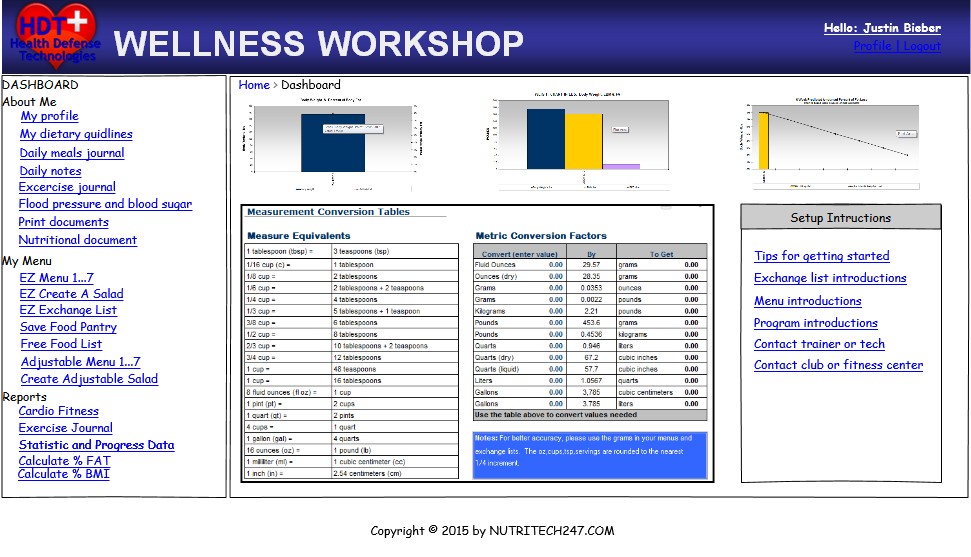 HDT
Health Defense
Technologies
WELLNESS WORKSHOP
Hello: Justin Bieber
Profile | Logout
DASHBOARD
About Me
My profile
My dietary quidlines
Daily meals journal
Daily notes
Excercise journal
Flood pressure and blood sugar
Print documents
Nutritional document
My Menu
EZ Menu 1...7
EZ Create A Salad
EZ Exchange List
Save Food Pantry
Free Food List
Adjustable Menu 1...7
Create Adjustable Salad
Reports
Cardio Fitness
Exercise Journal
Statistic and Progress Data
Calculate % FAT
Calculate % BMI
Home > Dashboard
Measurement Conversion Tables
Measure Equivalents
1 tablespoon (tbsp) = 3 teaspoons (tsp)
1/16 cup (c) = 1 tablespoon
1/8 cup = 2 tablespoons
1/6 cup = 2 tablespoons + 2 teaspoons
1/4 cup = 4 tablespoons
1/3 cup = 5 tablespoons + 1 teaspoon
3/8 cup = 6 tablespoons
1/2 cup = 8 tablespoons
2/3 cup = 10 tablespoons + 2 teaspoons
3/4 cup = 12 tablespoons
1 cup = 48 teaspoons
1 cup = 16 tablespoons
8 fluid ounces (fl oz) = 1 cup
1 pint (pt) = 2 cups
1 quart (qt) = 2 pints
4 cups = 1 quart
1 gallon (gal) = 4 quarts
16 ounces (oz) = 1 pound (lb)
1 milliliter (ml) = 1 cubic centimeter (cc)
1 inch (in) = 2.54 centimeters (cm)
Metric Conversion Factors
Convert (enter value) By To Get
Fluid Ounces 0.00 29.57 grams 0.00
Ounces (dry) 0.00 28.35 grams 0.00
Grams 0.00 0.0353 ounces 0.00
Grams 0.00 0.0022 pounds 0.00
Kilograms 0.00 2.21 pounds 0.00
Pounds 0.00 453.6 grams 0.00
Pounds 0.00 0.4536 kilograms 0.00
Quarts 0.00 0.946 liters 0.00
Quarts (dry) 0.00 67.2 cubic inches 0.00
Quarts (liquid) 0.00 57.7 cubic inches 0.00
Liters 0.00 1.0567 quarts 0.00
Gallons 0.00 3,785 cubic centimeters 0.00
Gallons 0.00 3.785 liters 0.00
Use the table above to convert values needed
Notes: For better accuracy, please use the grams in your menus and
exchange lists. The oz,cups,tsp,servings are rounded to the nearest
1/4 increment.
Setup Intructions
Tips for getting started
Exchange list introductions
Menu introductions
Program introductions
Contact trainer or tech
Contact club or fitness center
Copyright © 2015 by NUTRITECH247.COM